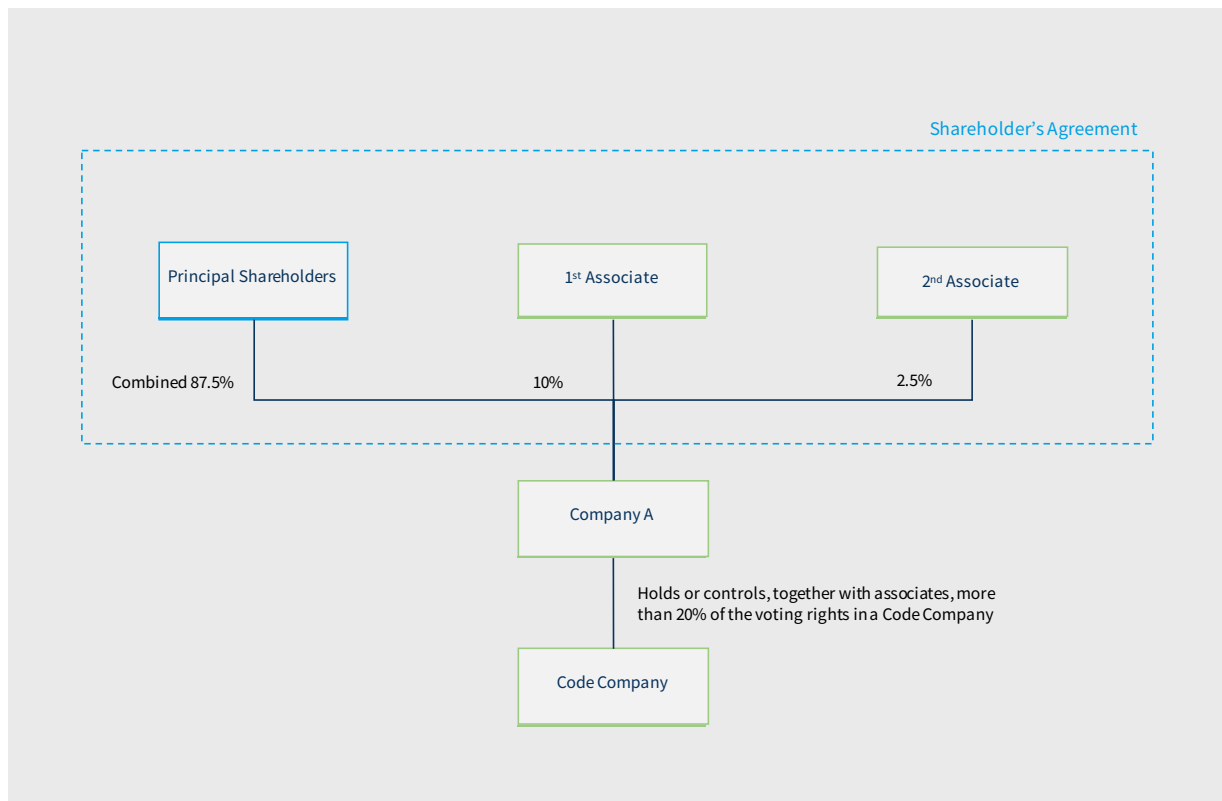 Shareholder’s Agreement
Principal Shareholders
1st Associate
2nd Associate
Combined 87.5%
10%
2.5%
Company A
Holds or controls, together with associates, more
than 20% of the voting rights in a Code Company
Code Company